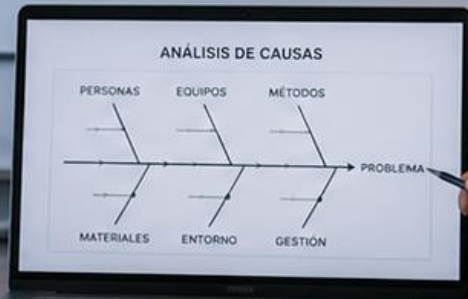 ANÁLISIS DE CAUSAS
PERSONAS EQUIPOS MÉTODOS
PROBLEMA
MATERIALES ENTORNO GESTIÓN